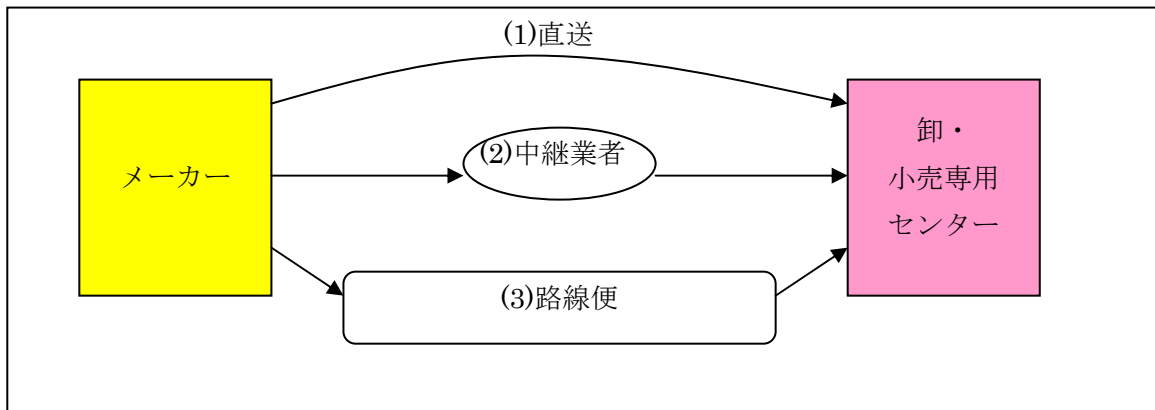 (1)直送
メーカー
(2)中継業者
卸・
小売専用
センター
(3)路線便